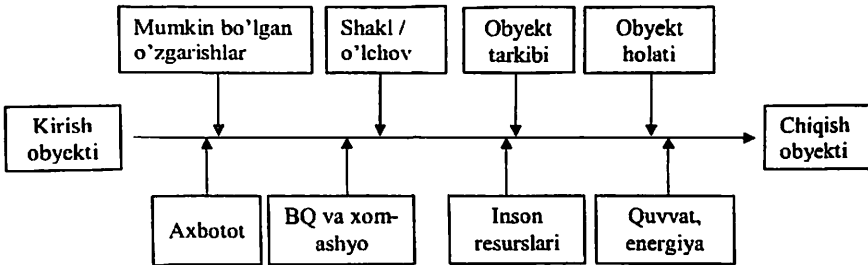 Mumkin bo'lgan
o'zgarishlar
Shakl /
o'lchov
Obyekt
tarkibi
Obyekt
holati
Kirish
obyekti
Chiqish
obyekti
Axbotot
BQ va xom-
ashyo
Inson
resurslari
Quvvat,
energiya